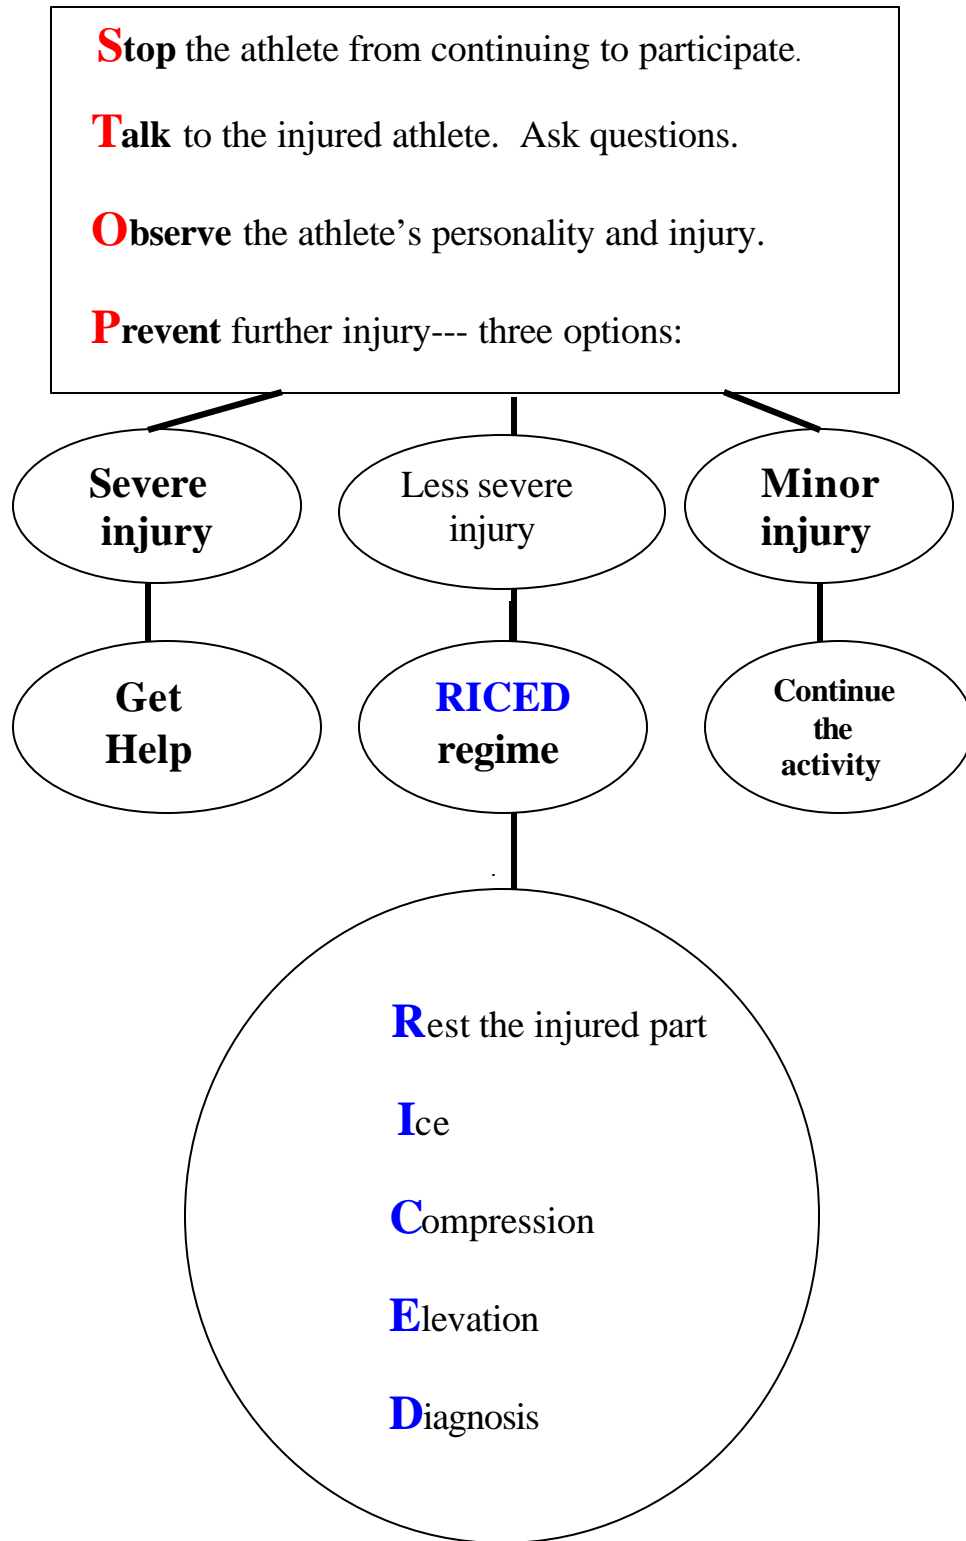 Stop the athlete from continuing to participate.
Talk to the injured athlete.  Ask questions.
Observe the athlete’s personality and injury.
Prevent further injury--- three options:
Severe
injury
Less severe
injury
Minor
injury
Get
Help
RICED
regime
Continue
the
activity
Rest the injured part
Ice
Compression
Elevation
Diagnosis